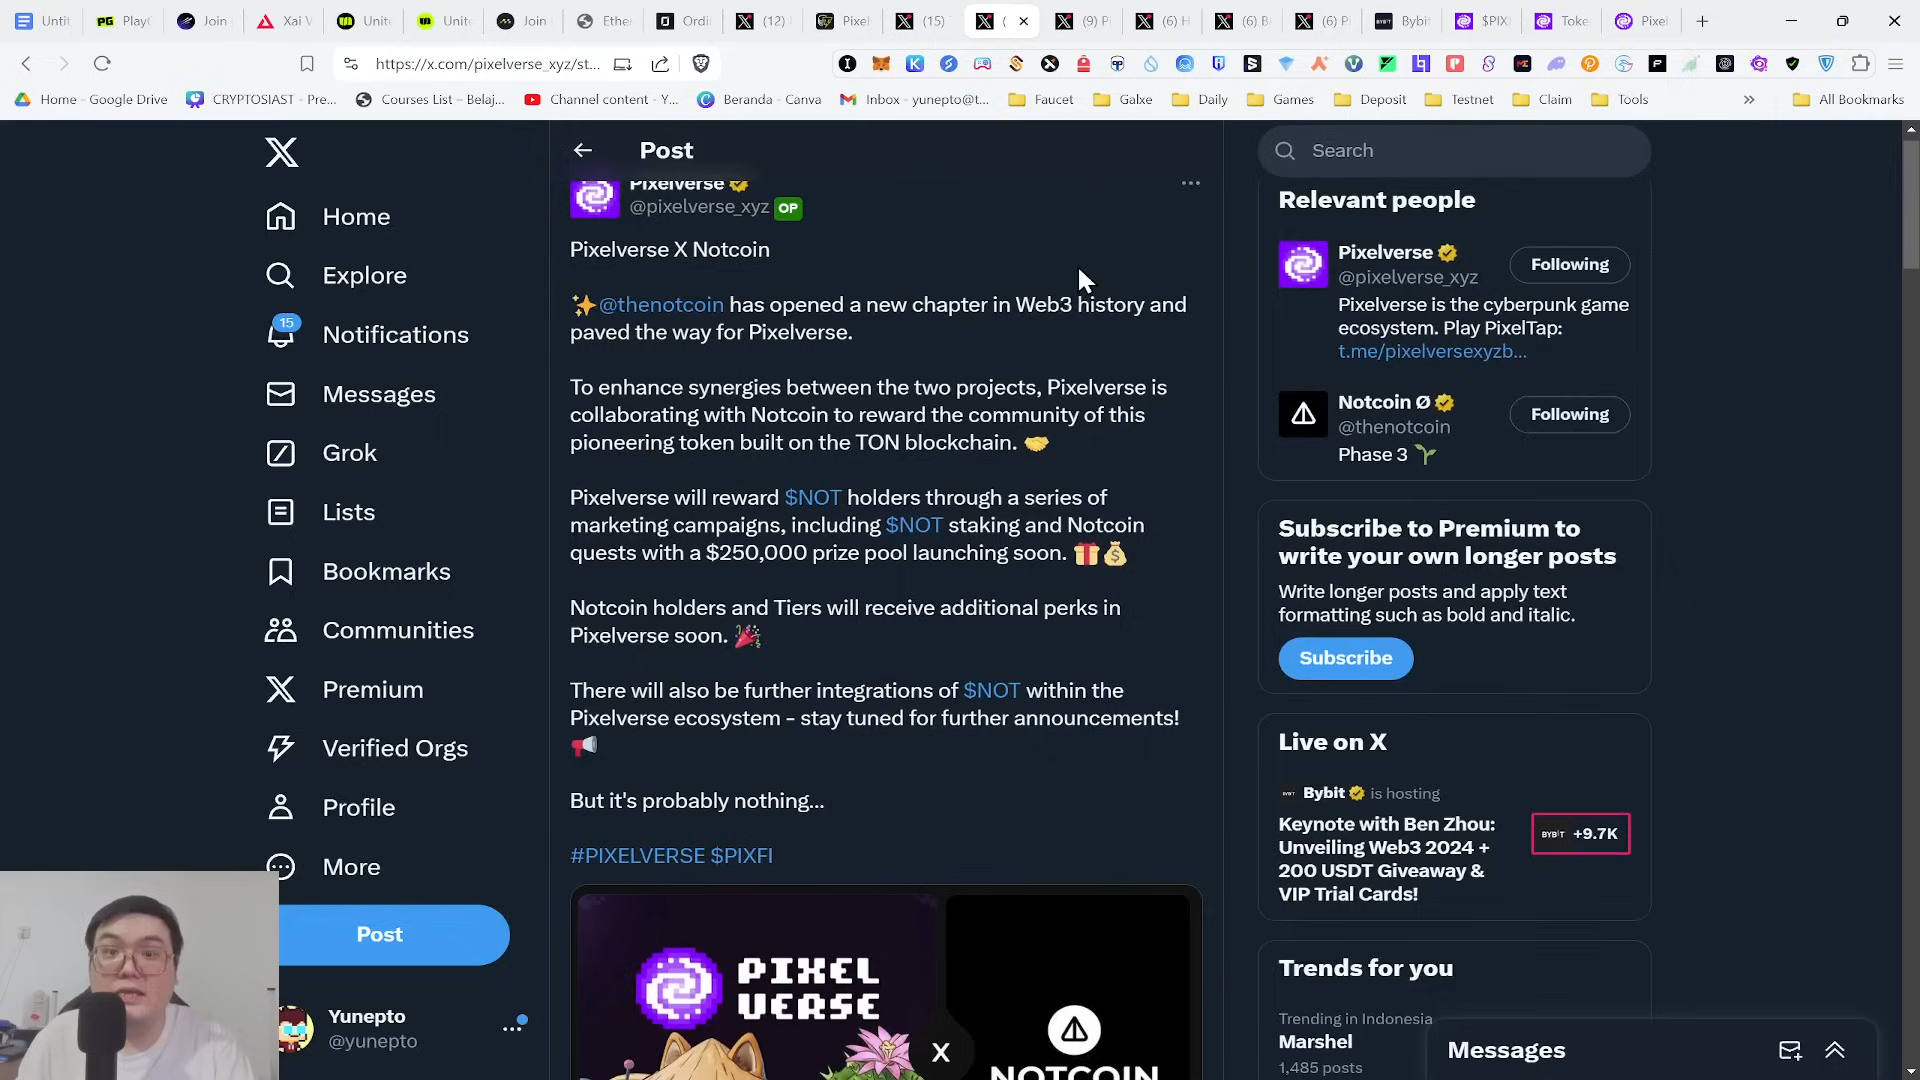 Untit
Play
Join
Xai V
Unite
Unite
Join
Ether
Ordi
(12)
Pixel
(15)
(
(9) P
(6) H
(6) B
(6) P
Bybit
$PIX
Toke
Pixel
https://x.com/pixelverse_xyz/st...
Home - Google Drive
CRYPTOSIAST - Pre...
Courses List – Belaj...
Channel content - Y...
Beranda - Canva
Inbox - yunepto@t...
Faucet
Galxe
Daily
Games
Deposit
Testnet
Claim
Tools
All Bookmarks
Home
Explore
15
Notifications
Messages
Grok
Lists
Bookmarks
Communities
Premium
Verified Orgs
Profile
More
Post
Yunepto
@yunepto
Post
Pixelverse
@pixelverse_xyz OP
Pixelverse X Notcoin
✨@thenotcoin has opened a new chapter in Web3 history and
paved the way for Pixelverse.
To enhance synergies between the two projects, Pixelverse is
collaborating with Notcoin to reward the community of this
pioneering token built on the TON blockchain. 🤝
Pixelverse will reward $NOT holders through a series of
marketing campaigns, including $NOT staking and Notcoin
quests with a $250,000 prize pool launching soon. 🎁💰
Notcoin holders and Tiers will receive additional perks in
Pixelverse soon. 🎉
There will also be further integrations of $NOT within the
Pixelverse ecosystem - stay tuned for further announcements!
📢
But it's probably nothing...
#PIXELVERSE $PIXFI
PIXEL
VERSE
X
NOTCOIN
Search
Relevant people
Pixelverse
@pixelverse_xyz
Following
Pixelverse is the cyberpunk game
ecosystem. Play PixelTap:
t.me/pixelversexyzb...
Notcoin Ø
@thenotcoin
Following
Phase 3 🌱
Subscribe to Premium to
write your own longer posts
Write longer posts and apply text
formatting such as bold and italic.
Subscribe
Live on X
Bybit is hosting
Keynote with Ben Zhou:
Unveiling Web3 2024 +
200 USDT Giveaway &
VIP Trial Cards!
BYBIT +9.7K
Trends for you
Trending in Indonesia
Marshel
1,485 posts
Messages